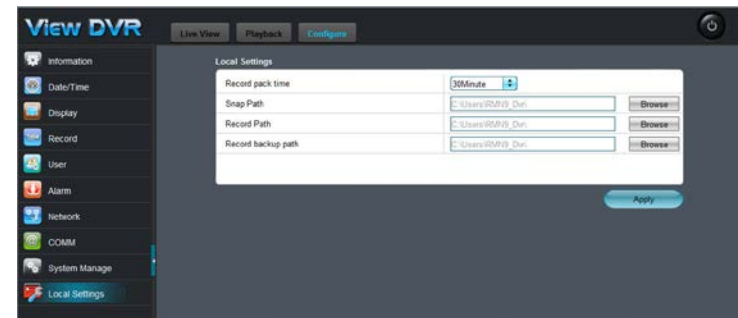 View DVR
Live View Playback Configure
Information
Date/Time
Display
Record
User
Alarm
Network
COMM
System Manage
Local Settings
Local Settings
Record pack time 30Minute
Snap Path Browse
Record Path Browse
Record backup path Browse
Apply